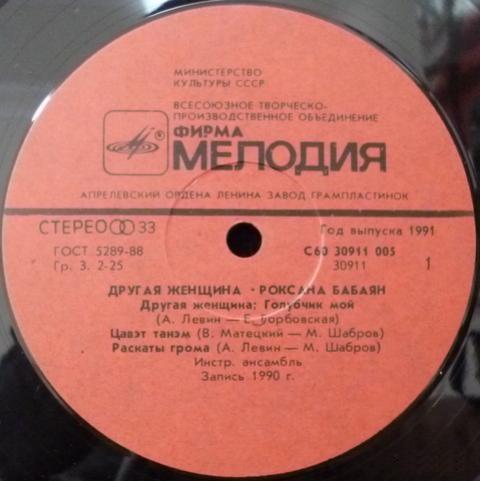 МИНИСТЕРСТВО
КУЛЬТУРЫ СССР
ВСЕСОЮЗНОЕ ТВОРЧЕСКО-
ПРОИЗВОДСТВЕННОЕ ОБЪЕДИНЕНИЕ
ФИРМА
МЕЛОДИЯ
АПРЕЛЕВСКИЙ ОРДЕНА ЛЕНИНА ЗАВОД ГРАМПЛАСТИНОК
СТЕРЕО 33
Год выпуска 1991
ГОСТ 5289-88
С60 30911 005
Гр. 3. 2-25
30911
1
ДРУГАЯ ЖЕНЩИНА · РОКСАНА БАБАЯН
Другая женщина; Голубчик мой
(А. Левин — Е. Борбовская)
Цавэт танэм (В. Матецкий — М. Шабров)
Раскаты грома (А. Левин — М. Шабров)
Инстр. ансамбль
Запись 1990 г.